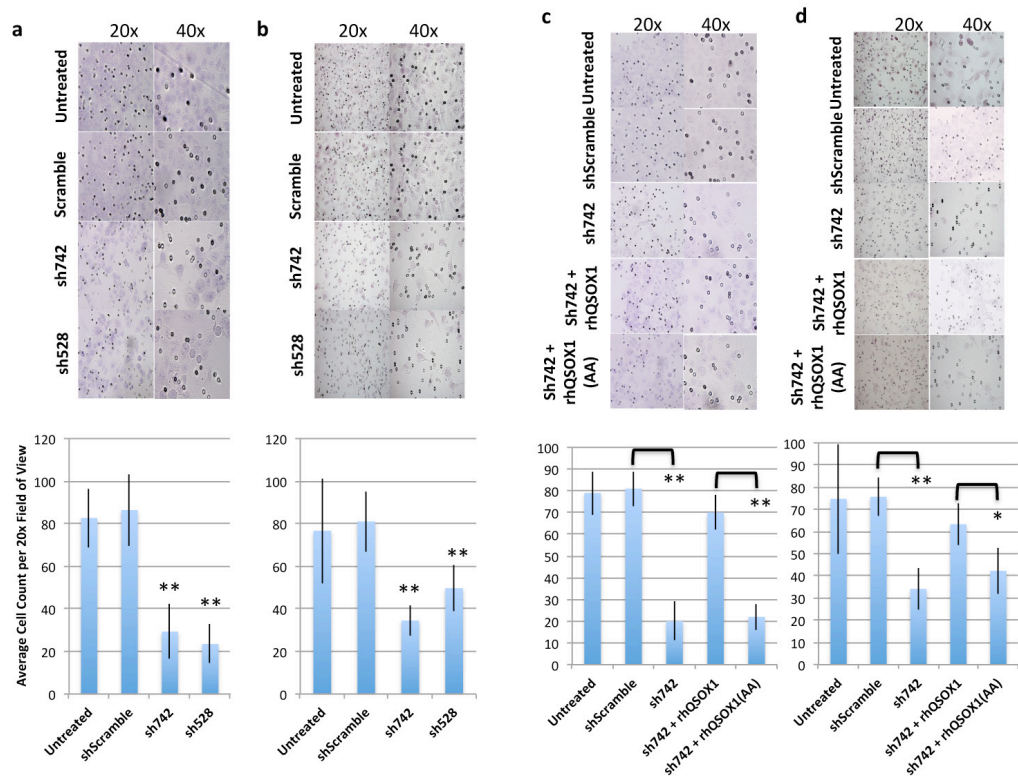 a
20x 40x
Untreated
Scramble
sh742
sh528
120
100
80
60
40
20
0
Average Cell Count per 20x Field of View
** **
Untreated
shScramble
sh742
sh528
b
20x 40x
Untreated
Scramble
sh742
sh528
120
100
80
60
40
20
0
** **
Untreated
shScramble
sh742
sh528
c
20x 40x
Untreated
shScramble
sh742
Sh742 +
rhQSOX1
Sh742 +
rhQSOX1
(AA)
90
80
70
60
50
40
30
20
10
0
** **
Untreated
shScramble
sh742
sh742 + rhQSOX1
sh742 + rhQSOX1(AA)
d
20x 40x
Untreated
shScramble
sh742
Sh742 +
rhQSOX1
Sh742 +
rhQSOX1
(AA)
100
90
80
70
60
50
40
30
20
10
0
** *
Untreated
shScramble
sh742
sh742 + rhQSOX1
sh742 + rhQSOX1(AA)